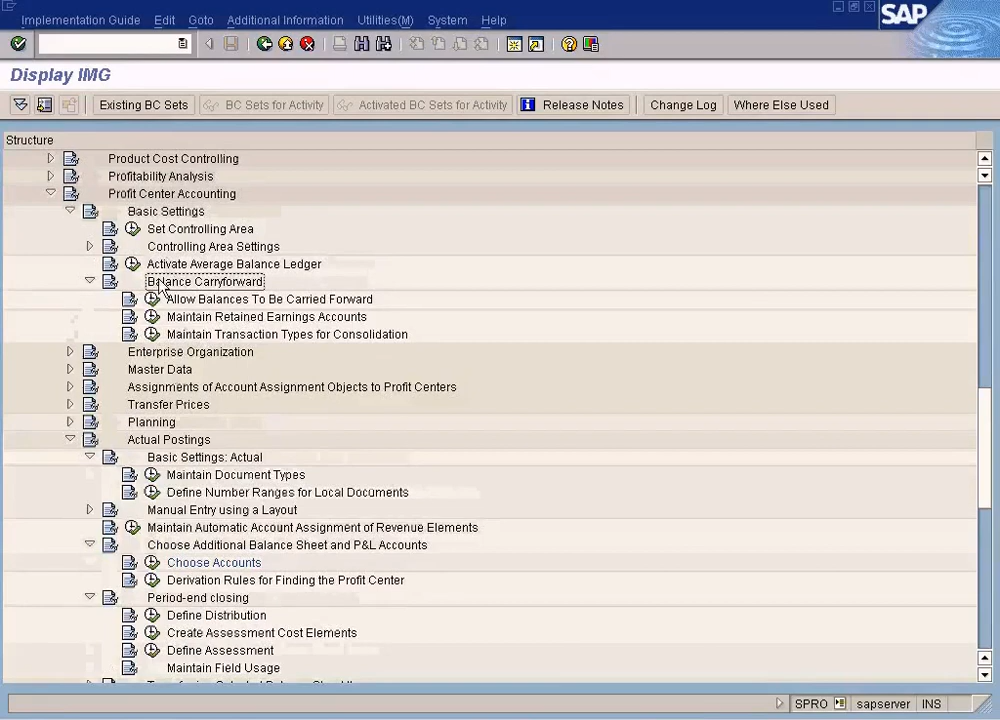 Implementation Guide Edit Goto Additional Information Utilities(M) System Help
SAP
Display IMG
Existing BC Sets BC Sets for Activity Activated BC Sets for Activity Release Notes Change Log Where Else Used
Structure
Product Cost Controlling
Profitability Analysis
Profit Center Accounting
Basic Settings
Set Controlling Area
Controlling Area Settings
Activate Average Balance Ledger
Balance Carryforward
Allow Balances To Be Carried Forward
Maintain Retained Earnings Accounts
Maintain Transaction Types for Consolidation
Enterprise Organization
Master Data
Assignments of Account Assignment Objects to Profit Centers
Transfer Prices
Planning
Actual Postings
Basic Settings: Actual
Maintain Document Types
Define Number Ranges for Local Documents
Manual Entry using a Layout
Maintain Automatic Account Assignment of Revenue Elements
Choose Additional Balance Sheet and P&L Accounts
Choose Accounts
Derivation Rules for Finding the Profit Center
Period-end closing
Define Distribution
Create Assessment Cost Elements
Define Assessment
Maintain Field Usage
SPRO sapserver INS